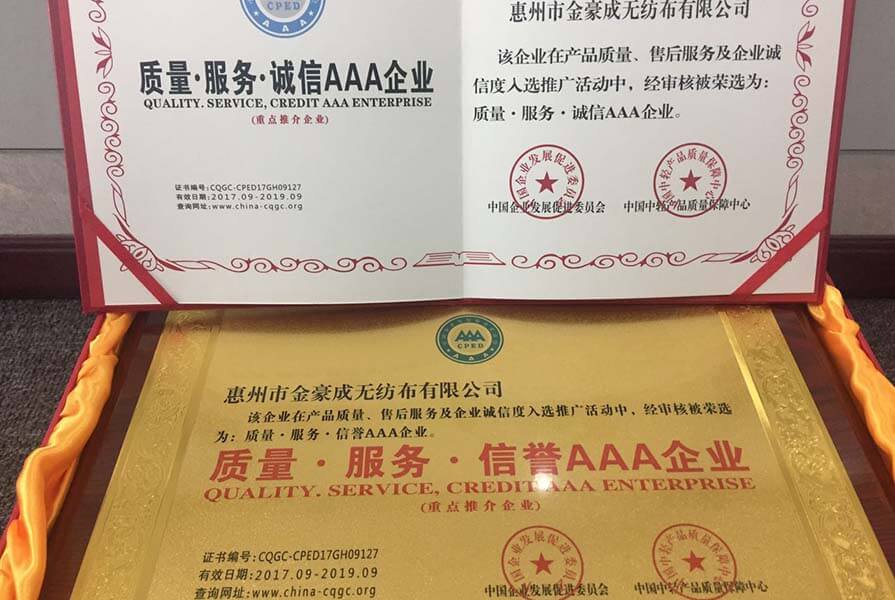 CPED
质量·服务·诚信AAA企业
QUALITY. SERVICE, CREDIT AAA ENTERPRISE
(重点推介企业)
证书编号:CQGC-CPED17GH09127
有效日期:2017.09-2019.09
查询网址:www.china-cqgc.org
惠州市金豪成无纺布有限公司
该企业在产品质量、售后服务及企业诚
信度入选推广活动中，经审核被荣选为：
质量·服务·诚信AAA企业。
中国企业发展促进委员会
中国中轻产品质量保障中心
AAA
CPED
惠州市金豪成无纺布有限公司
该企业在产品质量、售后服务及企业诚信度入选推广活动中，经审核被荣选
为：质量·服务·信誉AAA企业。
质量·服务·信誉AAA企业
QUALITY. SERVICE, CREDIT AAA ENTERPRISE
(重点推介企业)
证书编号:CQGC-CPED17GH09127
有效日期:2017.09-2019.09
查询网址:www.china-cqgc.org
中国企业发展促进委员会
中国中轻产品质量保障中心